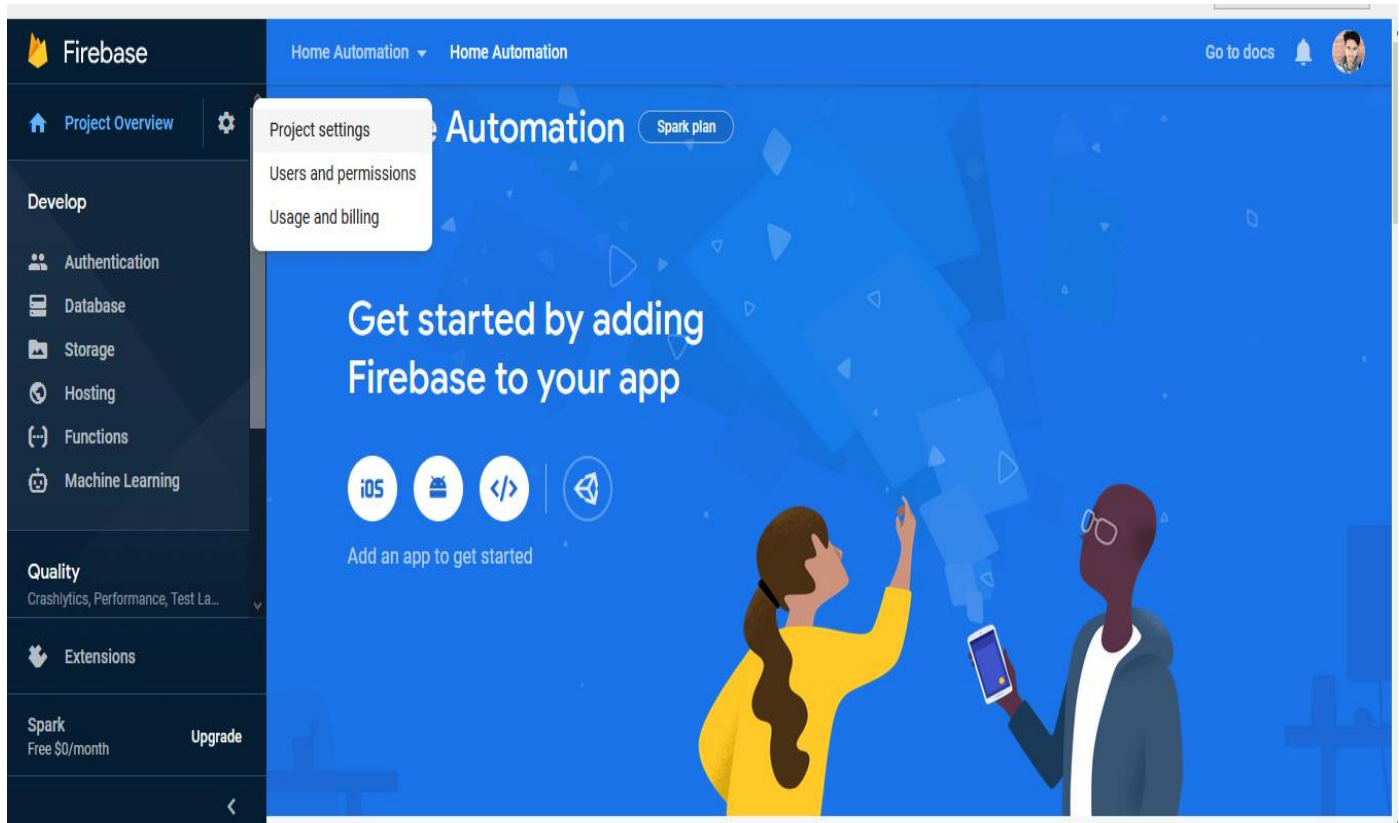 Firebase
Home Automation Home Automation
Go to docs
Project Overview
Project settings
Users and permissions
Usage and billing
Automation Spark plan
Develop
Authentication
Database
Storage
Hosting
Functions
Machine Learning
Quality
Crashlytics, Performance, Test La...
Extensions
Spark
Free $0/month
Upgrade
Get started by adding
Firebase to your app
iOS
Add an app to get started